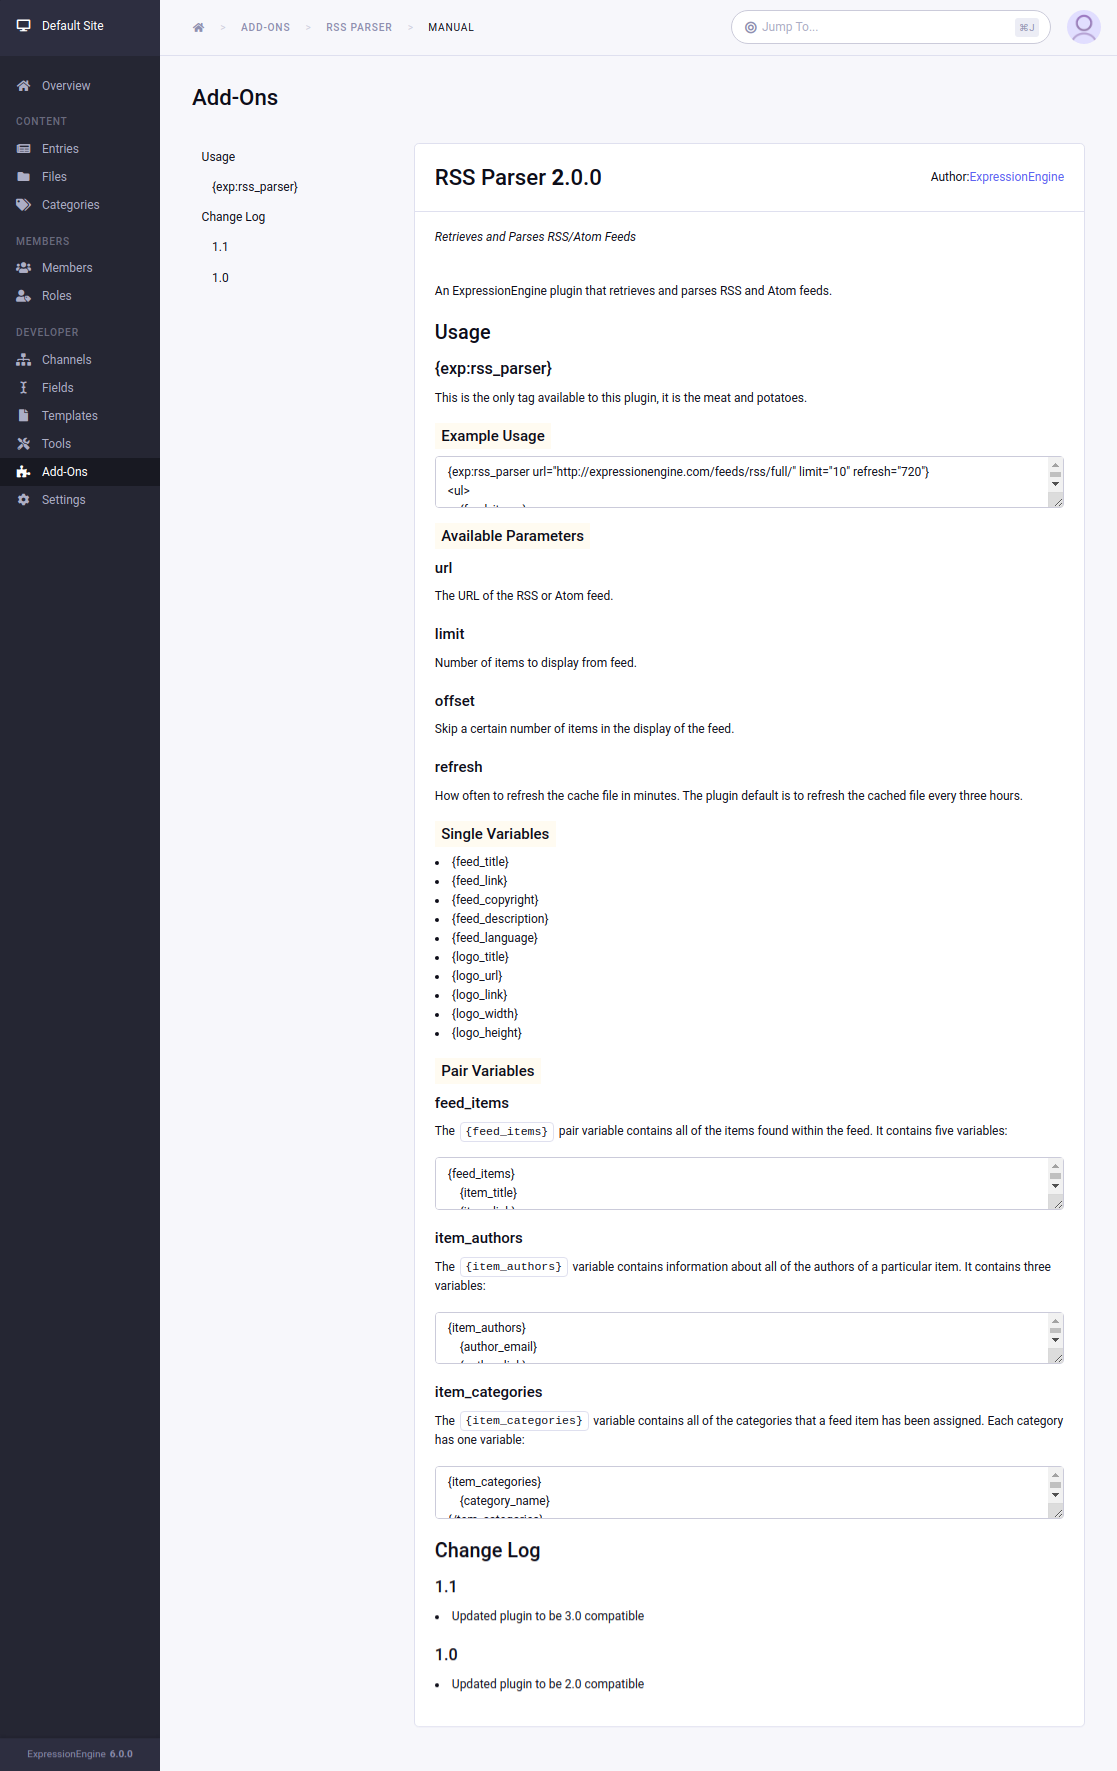 Default Site
Overview
CONTENT
Entries
Files
Categories
MEMBERS
Members
Roles
DEVELOPER
Channels
Fields
Templates
Tools
Add-Ons
Settings
ExpressionEngine 6.0.0
> ADD-ONS > RSS PARSER > MANUAL
Jump To... ⌘J
Add-Ons
Usage
{exp:rss_parser}
Change Log
1.1
1.0
RSS Parser 2.0.0
Author:ExpressionEngine
Retrieves and Parses RSS/Atom Feeds
An ExpressionEngine plugin that retrieves and parses RSS and Atom feeds.
Usage
{exp:rss_parser}
This is the only tag available to this plugin, it is the meat and potatoes.
Example Usage
{exp:rss_parser url="http://expressionengine.com/feeds/rss/full/" limit="10" refresh="720"}
<ul>
Available Parameters
url
The URL of the RSS or Atom feed.
limit
Number of items to display from feed.
offset
Skip a certain number of items in the display of the feed.
refresh
How often to refresh the cache file in minutes. The plugin default is to refresh the cached file every three hours.
Single Variables
• {feed_title}
• {feed_link}
• {feed_copyright}
• {feed_description}
• {feed_language}
• {logo_title}
• {logo_url}
• {logo_link}
• {logo_width}
• {logo_height}
Pair Variables
feed_items
The {feed_items} pair variable contains all of the items found within the feed. It contains five variables:
{feed_items}
{item_title}
item_authors
The {item_authors} variable contains information about all of the authors of a particular item. It contains three
variables:
{item_authors}
{author_email}
item_categories
The {item_categories} variable contains all of the categories that a feed item has been assigned. Each category
has one variable:
{item_categories}
{category_name}
Change Log
1.1
• Updated plugin to be 3.0 compatible
1.0
• Updated plugin to be 2.0 compatible